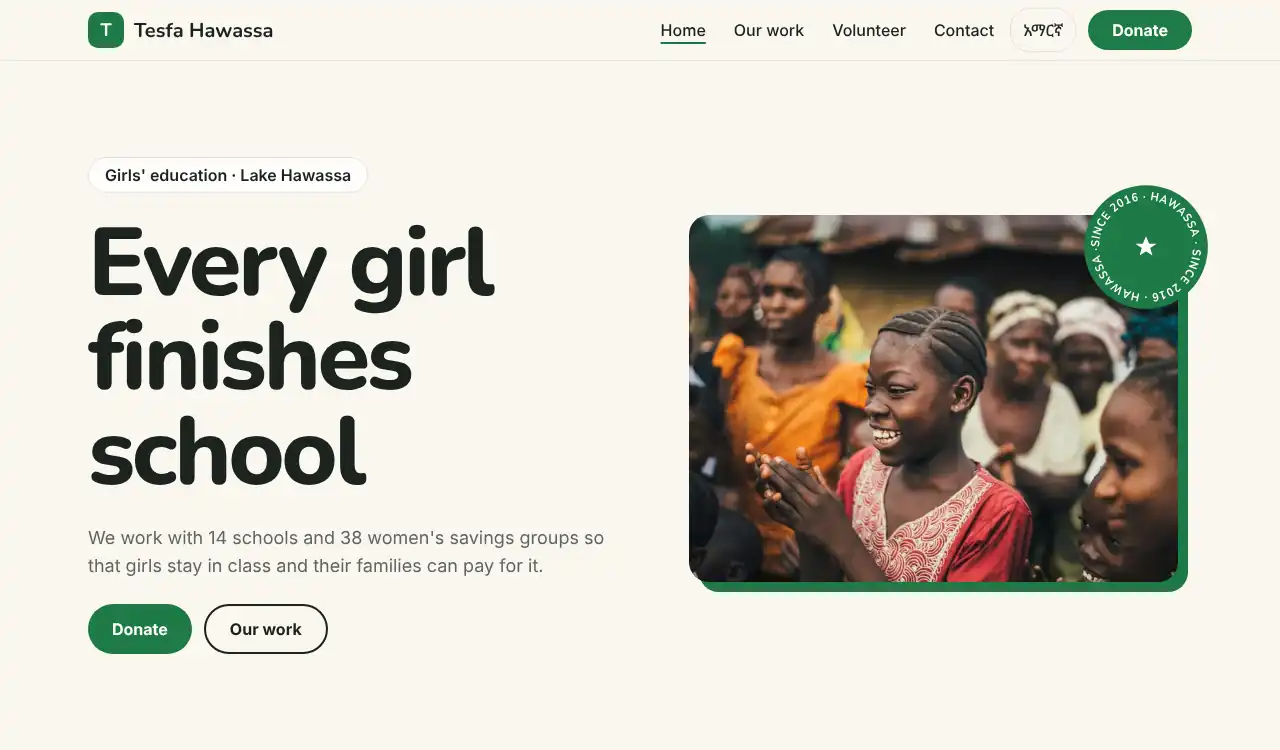 T Tesfa Hawassa
Home Our work Volunteer Contact አማርኛ Donate
Girls' education · Lake Hawassa
Every girl
finishes
school
We work with 14 schools and 38 women's savings groups so
that girls stay in class and their families can pay for it.
Donate Our work
SINCE 2016 · HAWASSA · SINCE 2016 · HAWASSA ·